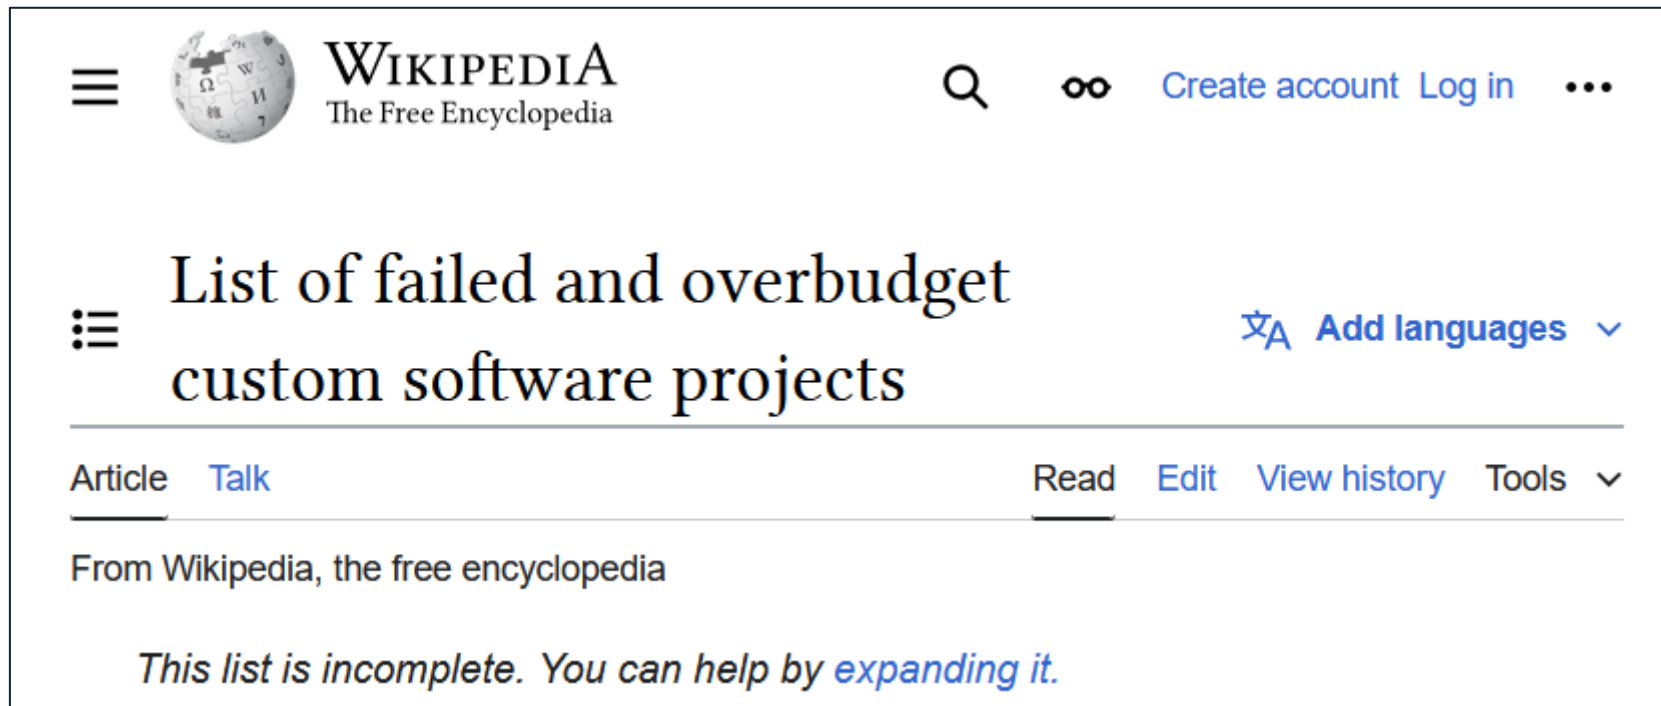 WIKIPEDIA
The Free Encyclopedia
Create account Log in
List of failed and overbudget
custom software projects
Add languages
Article Talk Read Edit View history Tools
From Wikipedia, the free encyclopedia
This list is incomplete. You can help by expanding it.